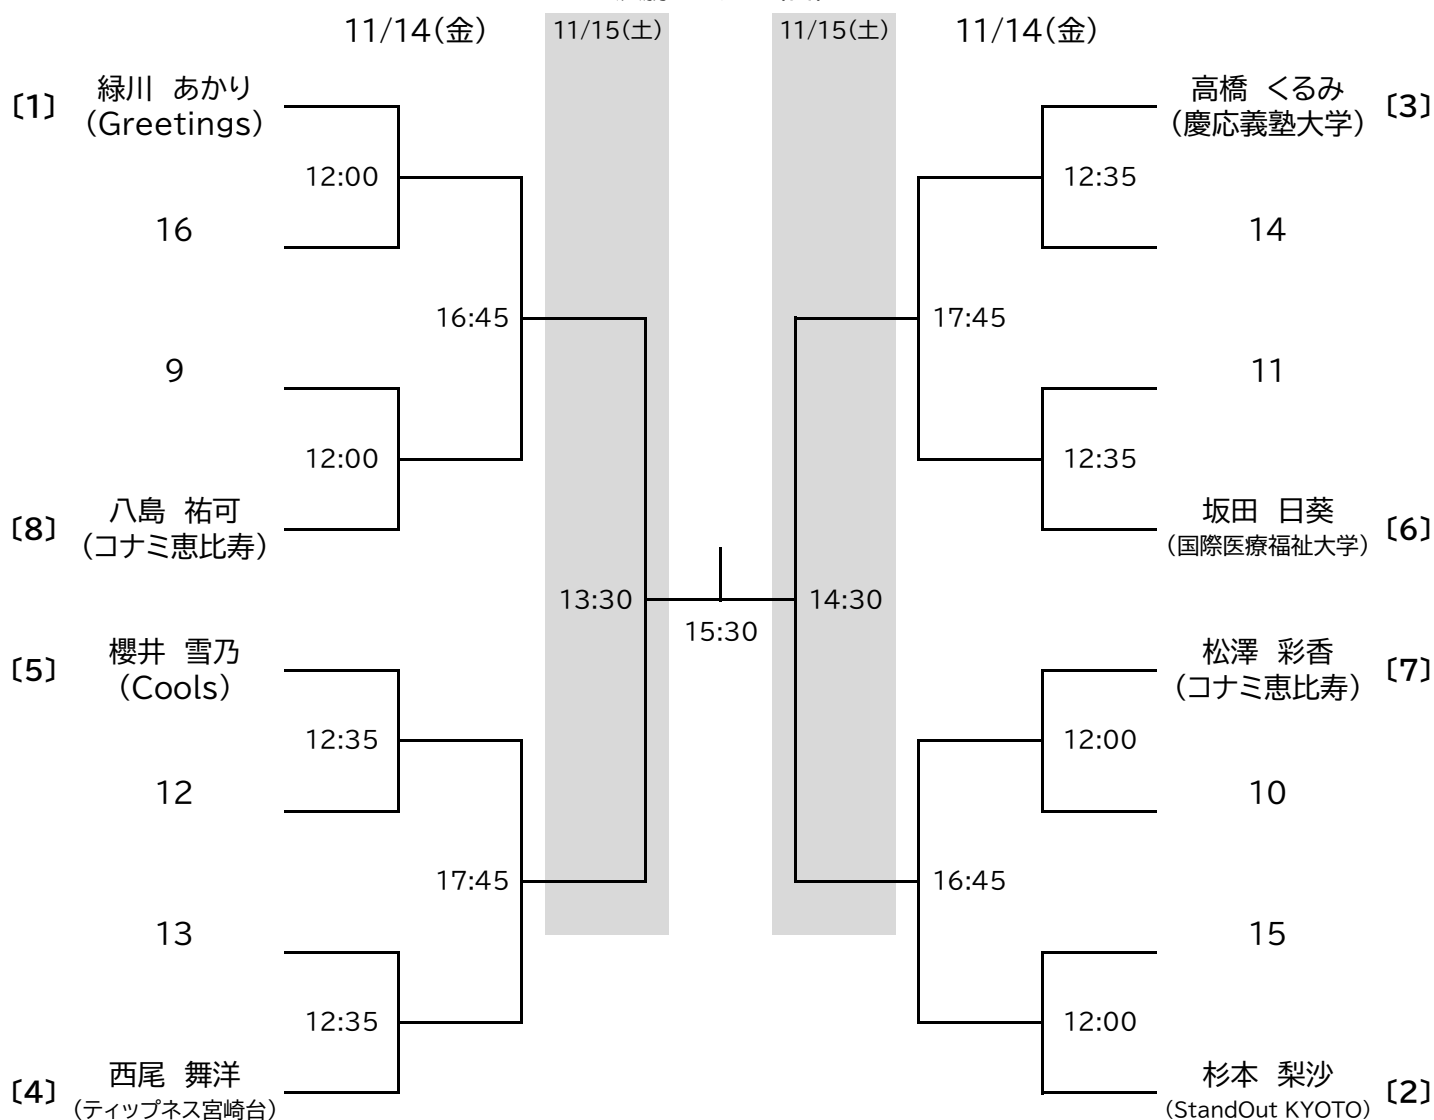 11/14(金)
11/15(土)
11/15(土)
11/14(金)
〔1〕
緑川 あかり
（Greetings）
12:00
16
16:45
9
12:00
〔8〕
八島 祐可
（コナミ恵比寿）
13:30
〔5〕
櫻井 雪乃
（Cools）
12:35
12
17:45
13
12:35
〔4〕
西尾 舞洋
（ティップネス宮崎台）
15:30
高橋 くるみ
（慶応義塾大学）
〔3〕
12:35
14
17:45
11
12:35
坂田 日葵
（国際医療福祉大学）
〔6〕
14:30
松澤 彩香
（コナミ恵比寿）
〔7〕
12:00
10
16:45
15
12:00
杉本 梨沙
（StandOut KYOTO）
〔2〕